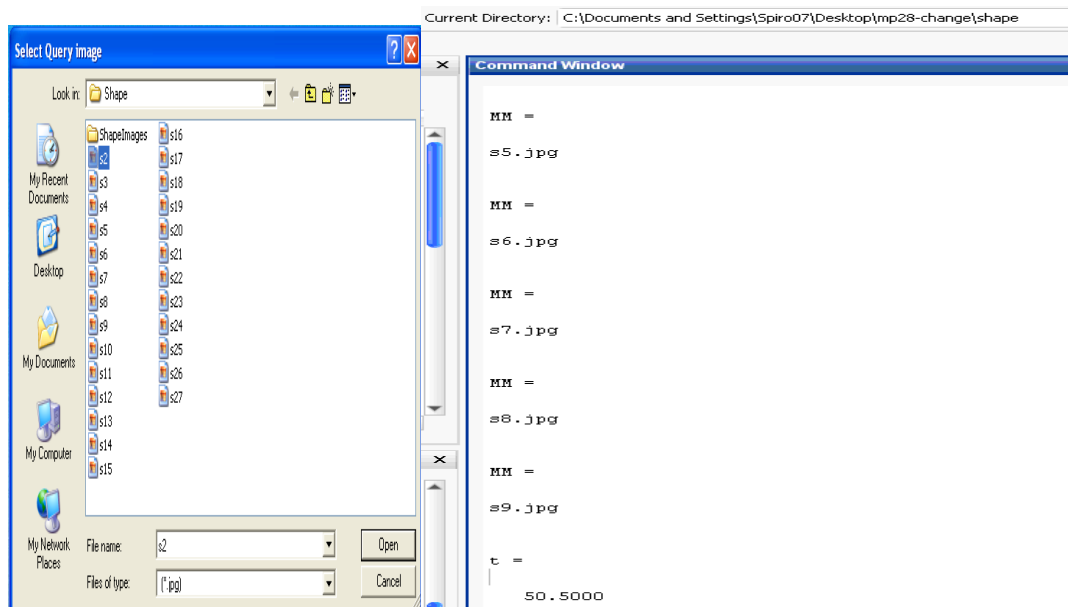 Select Query image
Look in: Shape
My Recent Documents
Desktop
My Documents
My Computer
My Network Places
ShapeImages
s2
s3
s4
s5
s6
s7
s8
s9
s10
s11
s12
s13
s14
s15
s16
s17
s18
s19
s20
s21
s22
s23
s24
s25
s26
s27
File name: s2
Open
Files of type: (*.jpg)
Cancel
Current Directory: C:\Documents and Settings\Spiro07\Desktop\mp28-change\shape
Command Window
MM =
s5.jpg
MM =
s6.jpg
MM =
s7.jpg
MM =
s8.jpg
MM =
s9.jpg
t =
50.5000